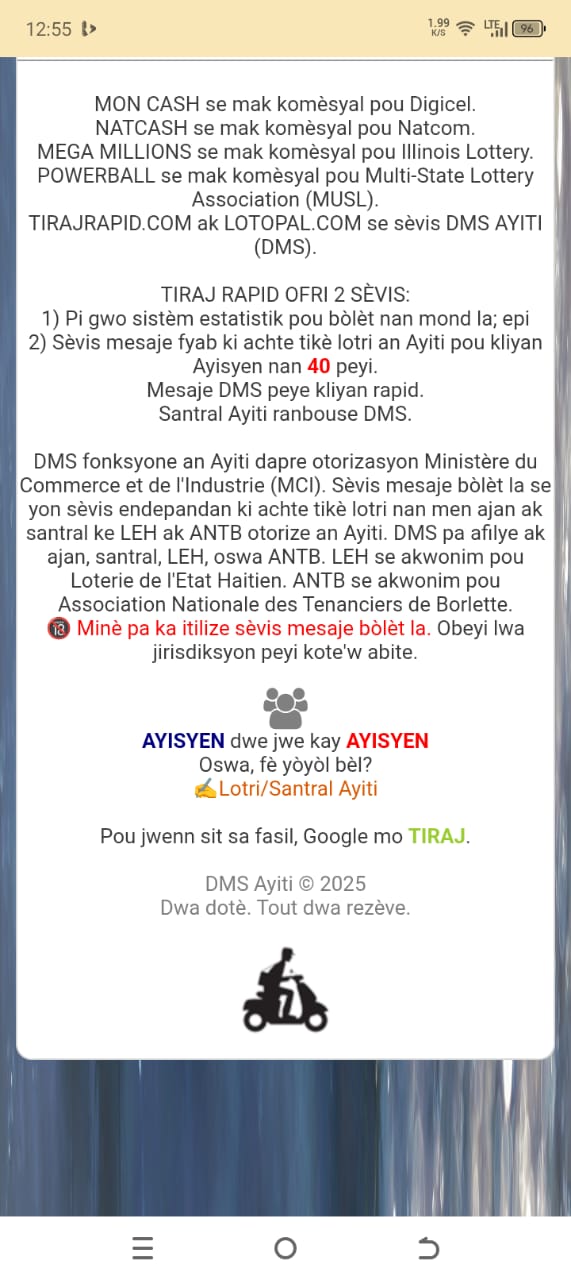 12:55
1.99
K/S
LTE
96
MON CASH se mak komèsyal pou Digicel.
NATCASH se mak komèsyal pou Natcom.
MEGA MILLIONS se mak komèsyal pou Illinois Lottery.
POWERBALL se mak komèsyal pou Multi-State Lottery
Association (MUSL).
TIRAJRAPID.COM ak LOTOPAL.COM se sèvis DMS AYITI
(DMS).
TIRAJ RAPID OFRI 2 SÈVIS:
1) Pi gwo sistèm estatistik pou bòlèt nan mond la; epi
2) Sèvis mesaje fyab ki achte tikè lotri an Ayiti pou kliyan
Ayisyen nan 40 peyi.
Mesaje DMS peye kliyan rapid.
Santral Ayiti ranbouse DMS.
DMS fonksyone an Ayiti dapre otorizasyon Ministère du
Commerce et de l'Industrie (MCI). Sèvis mesaje bòlèt la se
yon sèvis endepandan ki achte tikè lotri nan men ajan ak
santral ke LEH ak ANTB otorize an Ayiti. DMS pa afilye ak
ajan, santral, LEH, oswa ANTB. LEH se akwonim pou
Loterie de l'Etat Haitien. ANTB se akwonim pou
Association Nationale des Tenanciers de Borlette.
🔞 Minè pa ka itilize sèvis mesaje bòlèt la. Obeyi lwa
jirisdiksyon peyi kote'w abite.
AYISYEN dwe jwe kay AYISYEN
Oswa, fè yòyòl bèl?
✍️Lotri/Santral Ayiti
Pou jwenn sit sa fasil, Google mo TIRAJ.
DMS Ayiti © 2025
Dwa dotè. Tout dwa rezève.